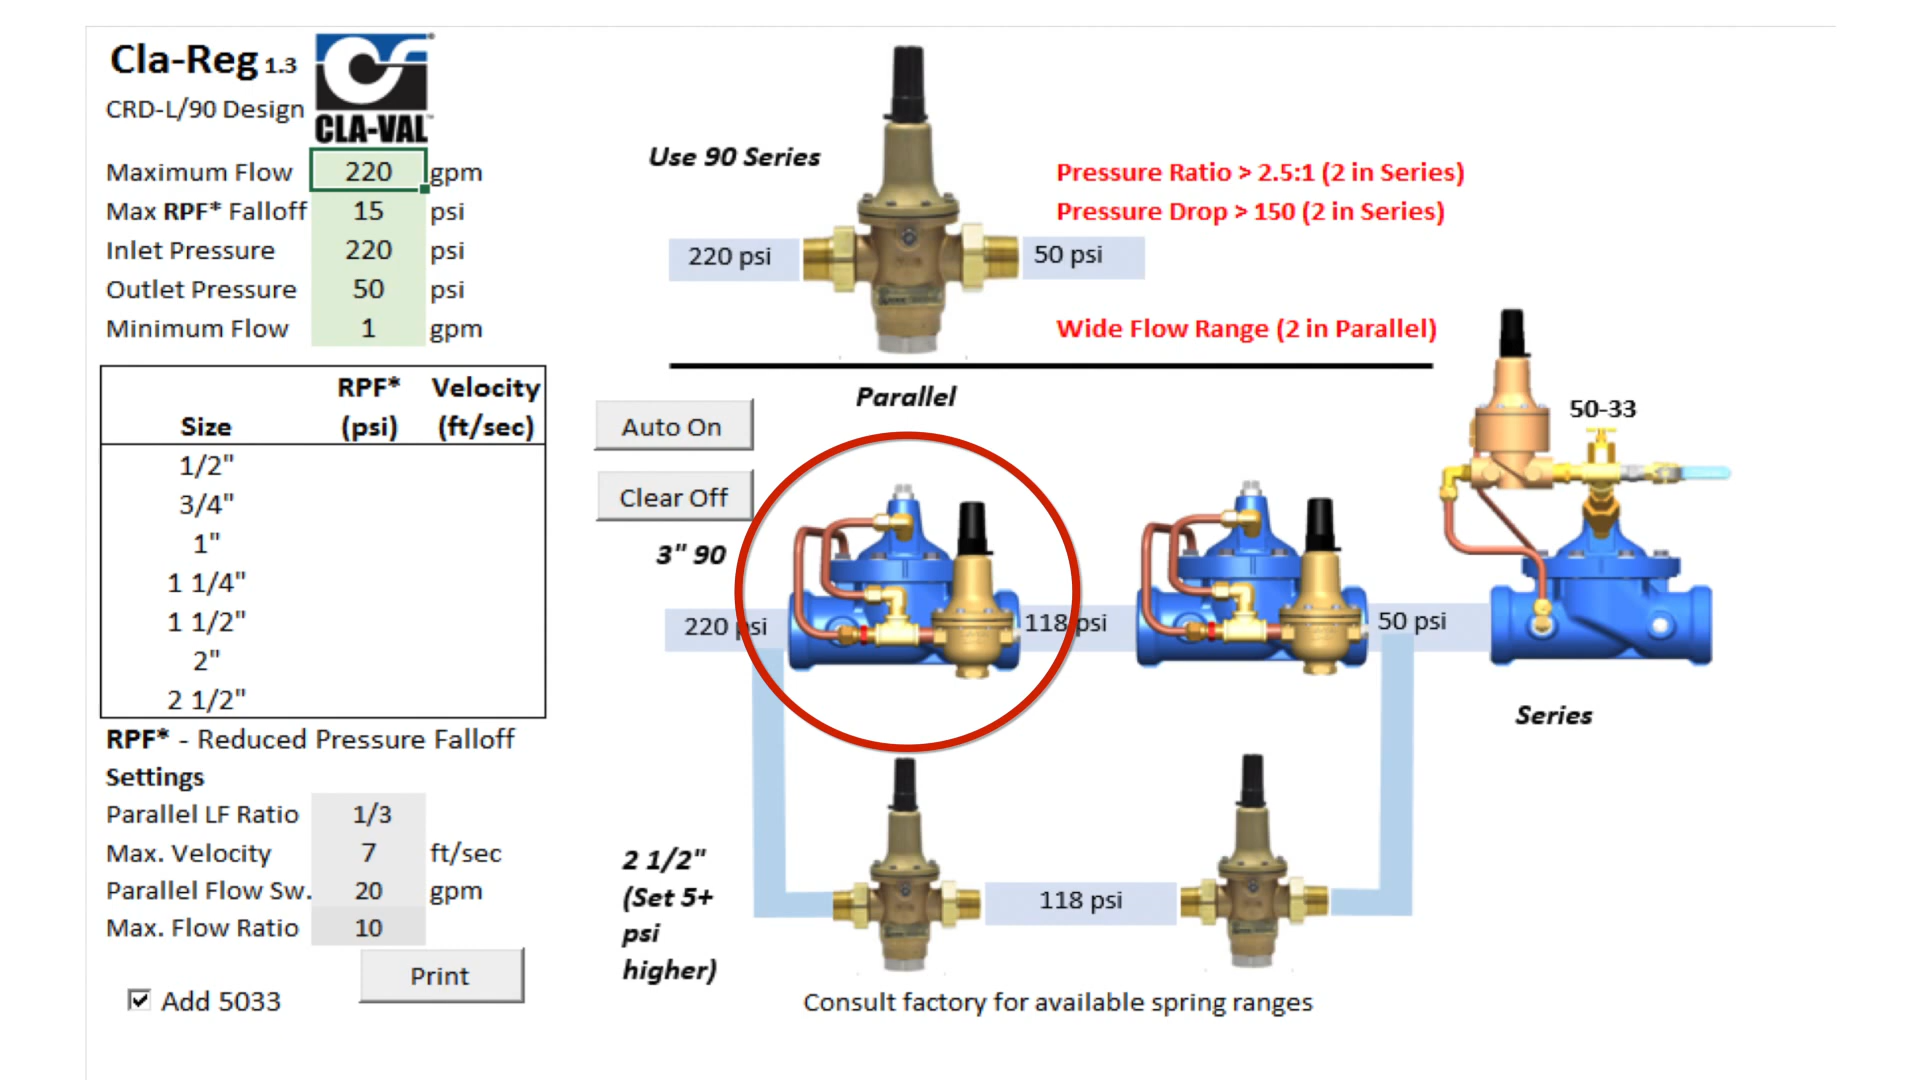 Cla-Reg 1.3
CRD-L/90 Design
CLA-VAL
Maximum Flow 220 gpm
Max RPF* Falloff 15 psi
Inlet Pressure 220 psi
Outlet Pressure 50 psi
Minimum Flow 1 gpm
RPF* Velocity
Size (psi) (ft/sec)
1/2"
3/4"
1"
1 1/4"
1 1/2"
2"
2 1/2"
RPF* - Reduced Pressure Falloff
Settings
Parallel LF Ratio 1/3
Max. Velocity 7 ft/sec
Parallel Flow Sw. 20 gpm
Max. Flow Ratio 10
Print
Add 5033
Use 90 Series
Pressure Ratio > 2.5:1 (2 in Series)
Pressure Drop > 150 (2 in Series)
220 psi
50 psi
Wide Flow Range (2 in Parallel)
Parallel
Auto On
Clear Off
50-33
3" 90
220 psi
118 psi
50 psi
Series
2 1/2"
(Set 5+
psi
higher)
118 psi
Consult factory for available spring ranges